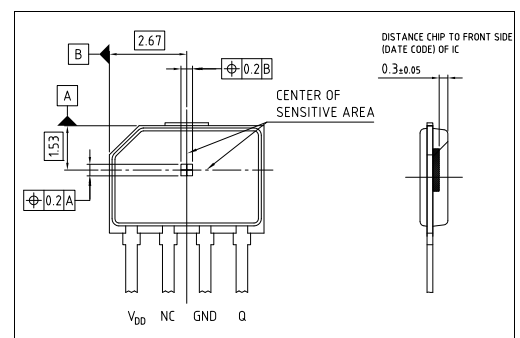 B
2.67
⌖ 0.2 B
DISTANCE CHIP TO FRONT SIDE
(DATE CODE) OF IC
0.3±0.05
A
CENTER OF
SENSITIVE AREA
1.53
⌖ 0.2 A
VDD NC GND Q